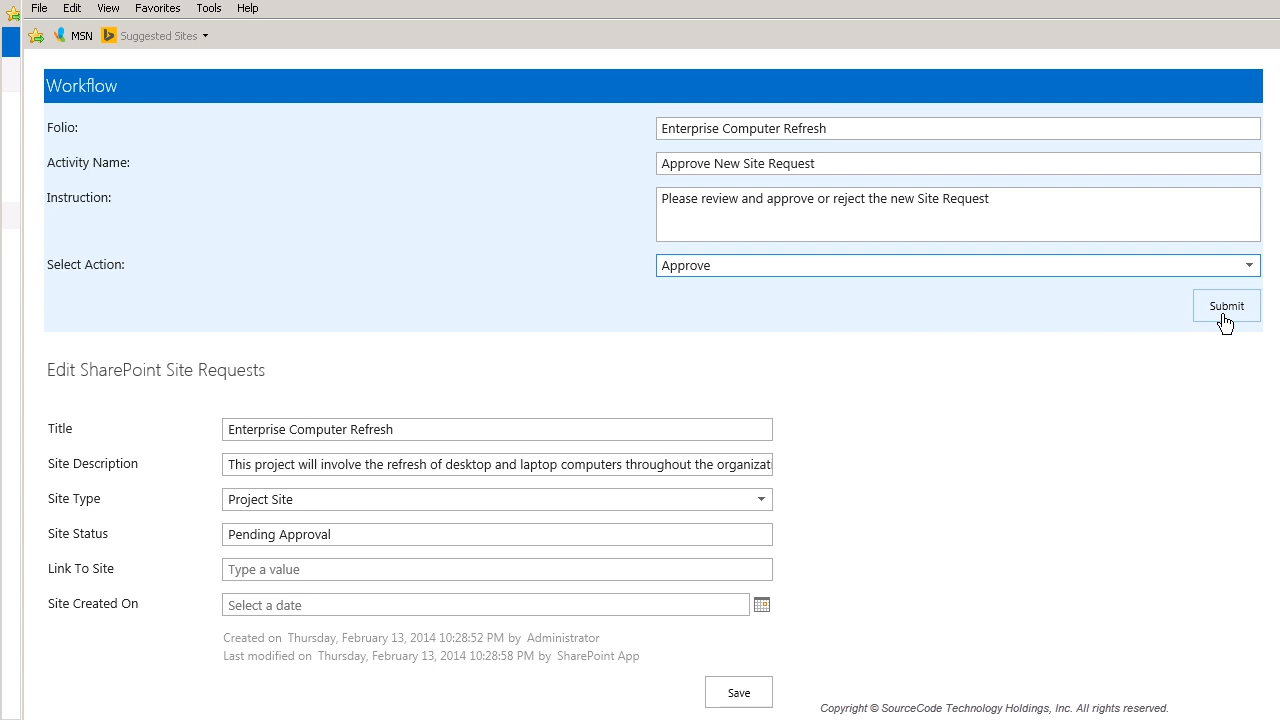 File Edit View Favorites Tools Help
MSN Suggested Sites
Workflow
Folio: Enterprise Computer Refresh
Activity Name: Approve New Site Request
Instruction: Please review and approve or reject the new Site Request
Select Action: Approve
Submit
Edit SharePoint Site Requests
Title Enterprise Computer Refresh
Site Description This project will involve the refresh of desktop and laptop computers throughout the organizati
Site Type Project Site
Site Status Pending Approval
Link To Site Type a value
Site Created On Select a date
Created on Thursday, February 13, 2014 10:28:52 PM by Administrator
Last modified on Thursday, February 13, 2014 10:28:58 PM by SharePoint App
Save
Copyright © SourceCode Technology Holdings, Inc. All rights reserved.